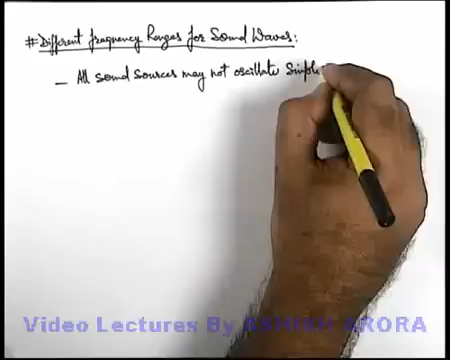 # Different frequency Ranges for Sound Waves:
— All sound sources may not oscillate Simple
Video Lectures By ASHISH ARORA